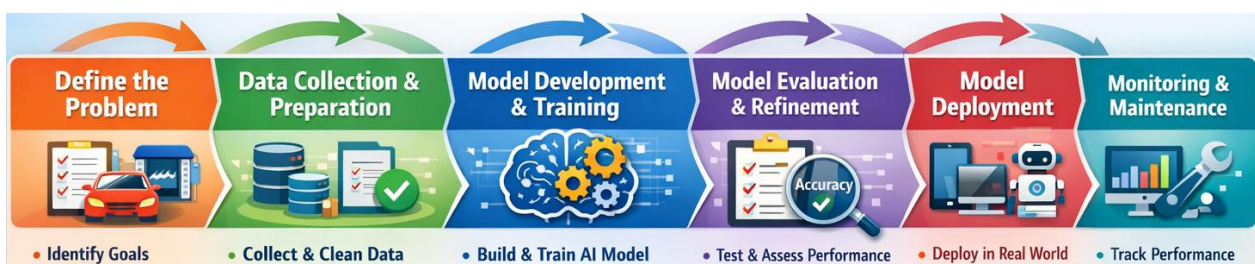 Define the
Problem
Data Collection &
Preparation
Model Development
& Training
Model Evaluation
& Refinement
Model
Deployment
Monitoring &
Maintenance
Accuracy
• Identify Goals
• Collect & Clean Data
• Build & Train AI Model
• Test & Assess Performance
• Deploy in Real World
• Track Performance